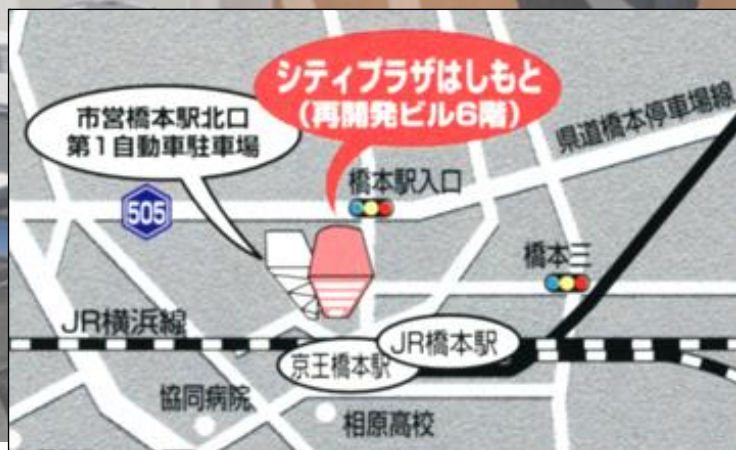 シティプラザはしもと
(再開発ビル6階)
市営橋本駅北口
第1自動車駐車場
県道橋本停車場線
橋本駅入口
505
橋本三
JR横浜線
JR橋本駅
京王橋本駅
協同病院
相原高校